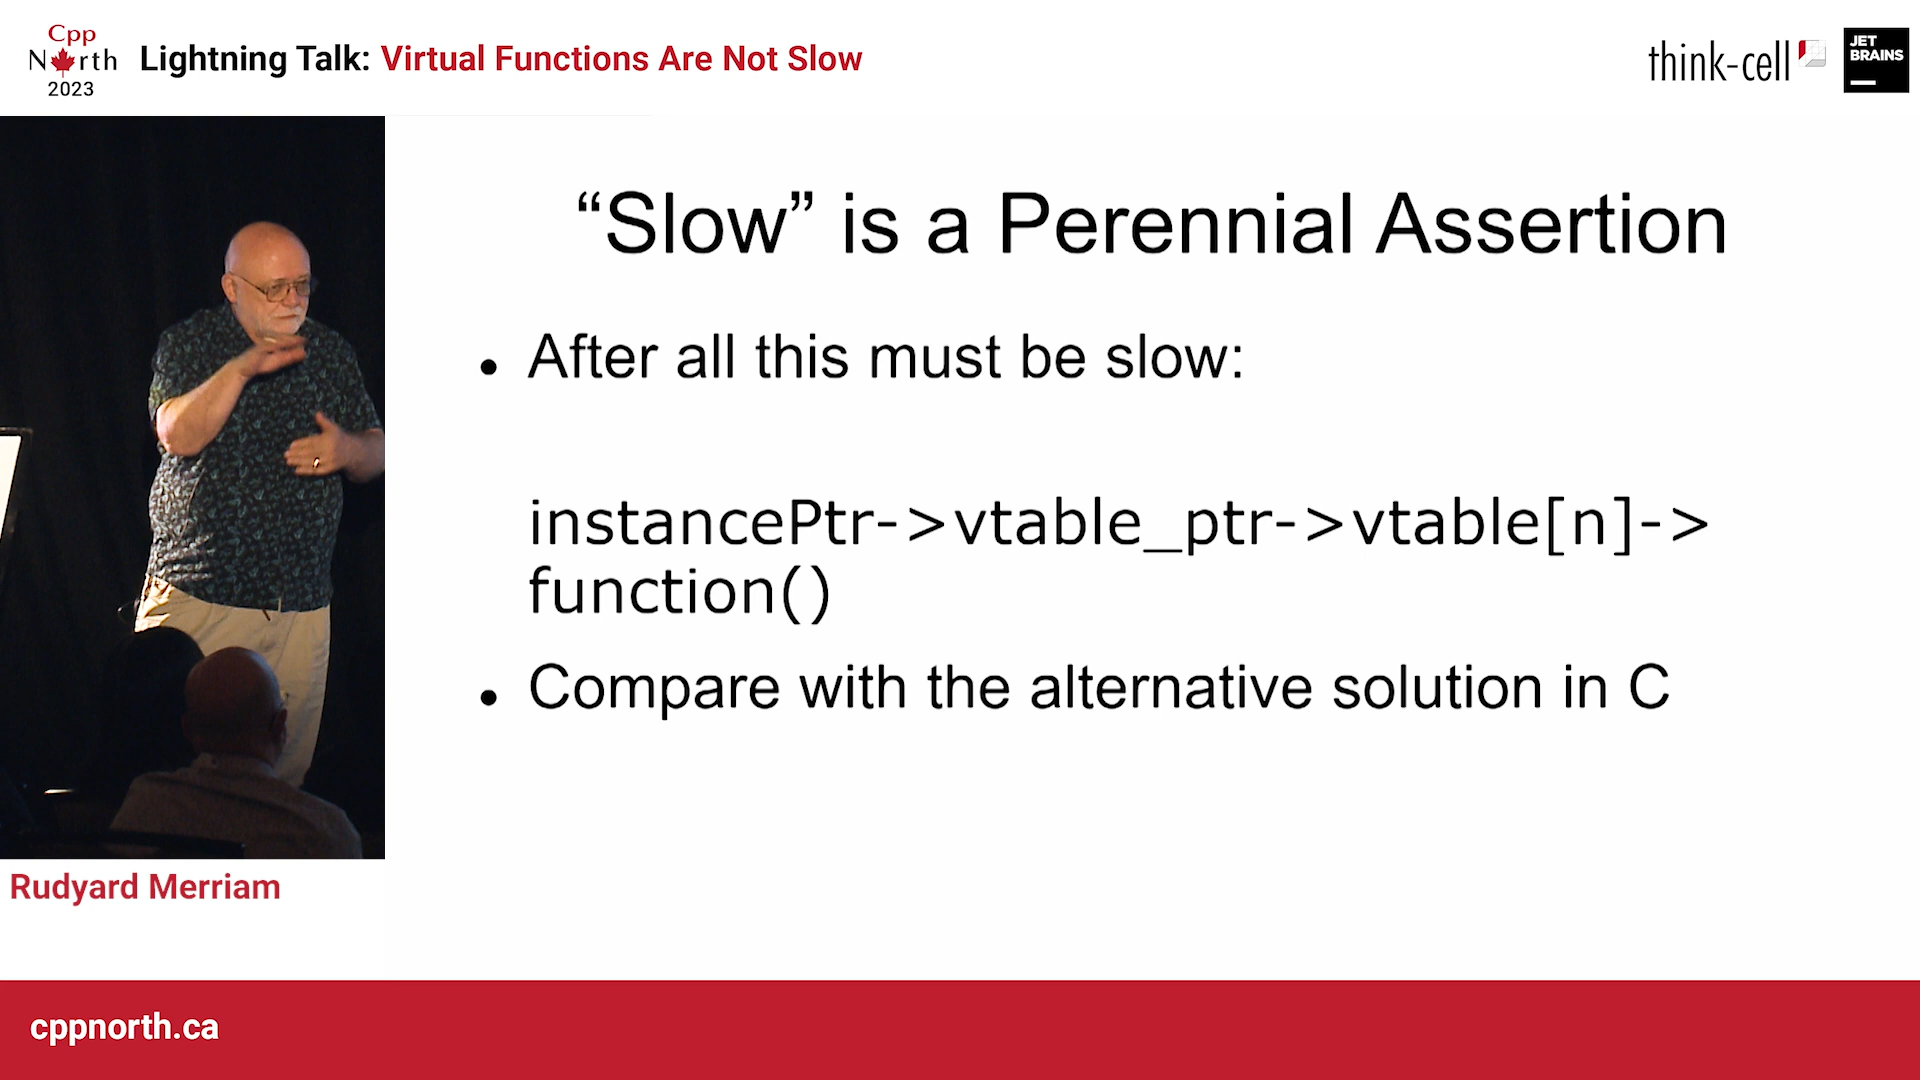 Cpp
North
2023
Lightning Talk: Virtual Functions Are Not Slow
think-cell
JET
BRAINS
“Slow” is a Perennial Assertion
• After all this must be slow:
instancePtr->vtable_ptr->vtable[n]->
function()
• Compare with the alternative solution in C
Rudyard Merriam
cppnorth.ca